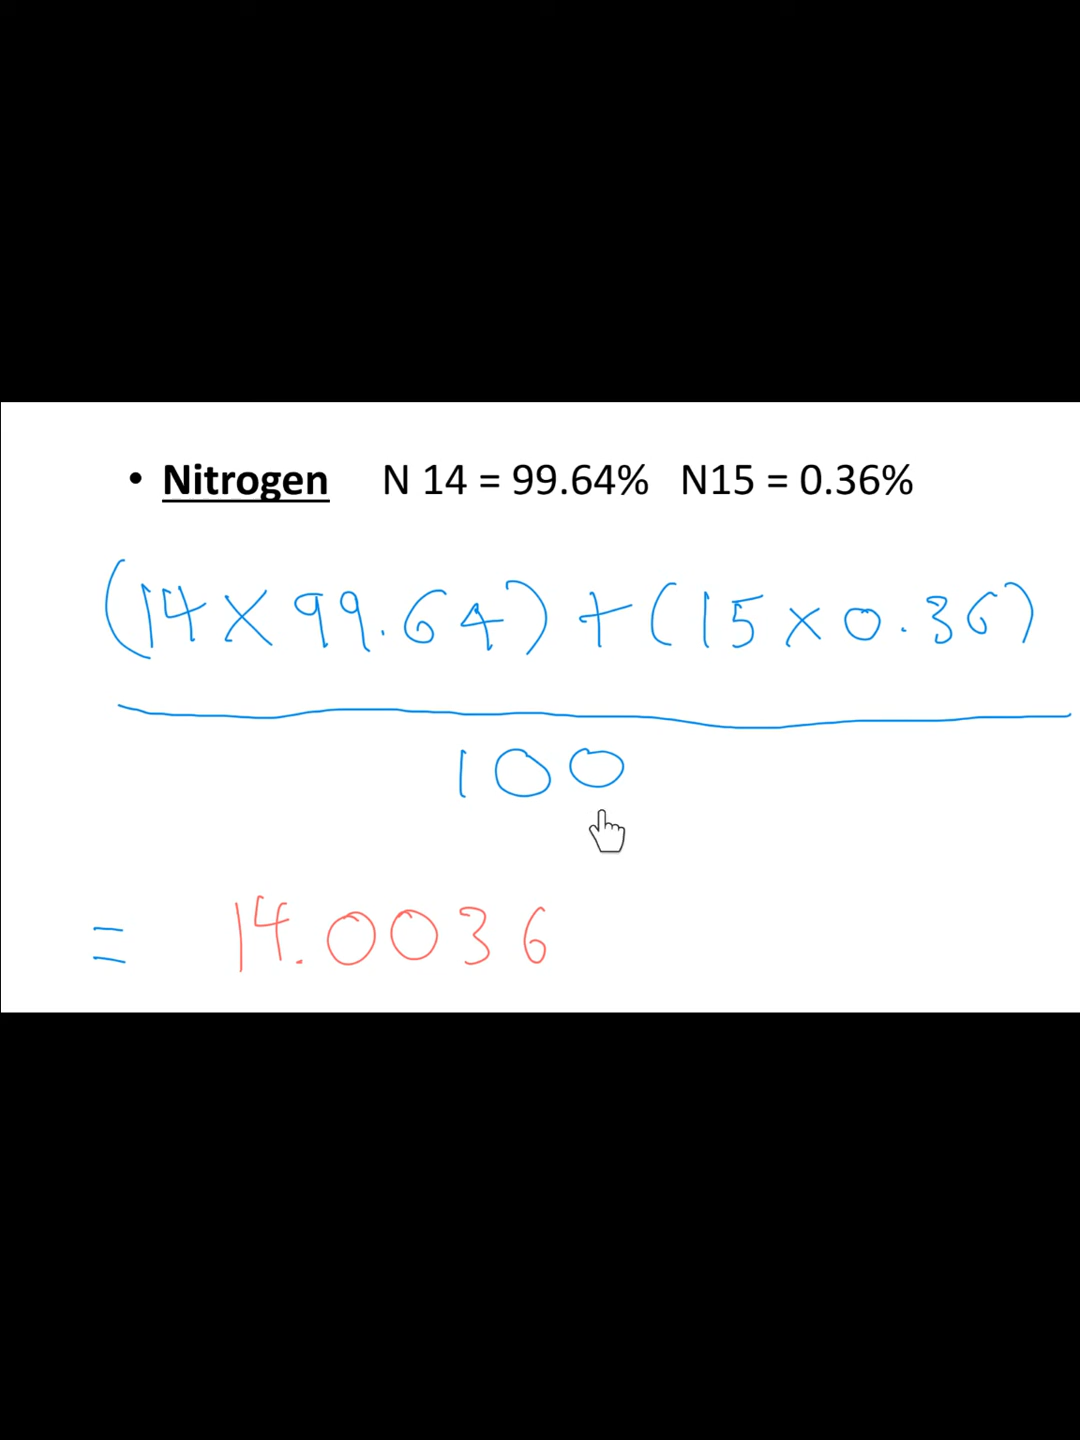 • Nitrogen N 14 = 99.64% N15 = 0.36%
(14 × 99.64) + (15 × 0.36)
100
= 14.0036